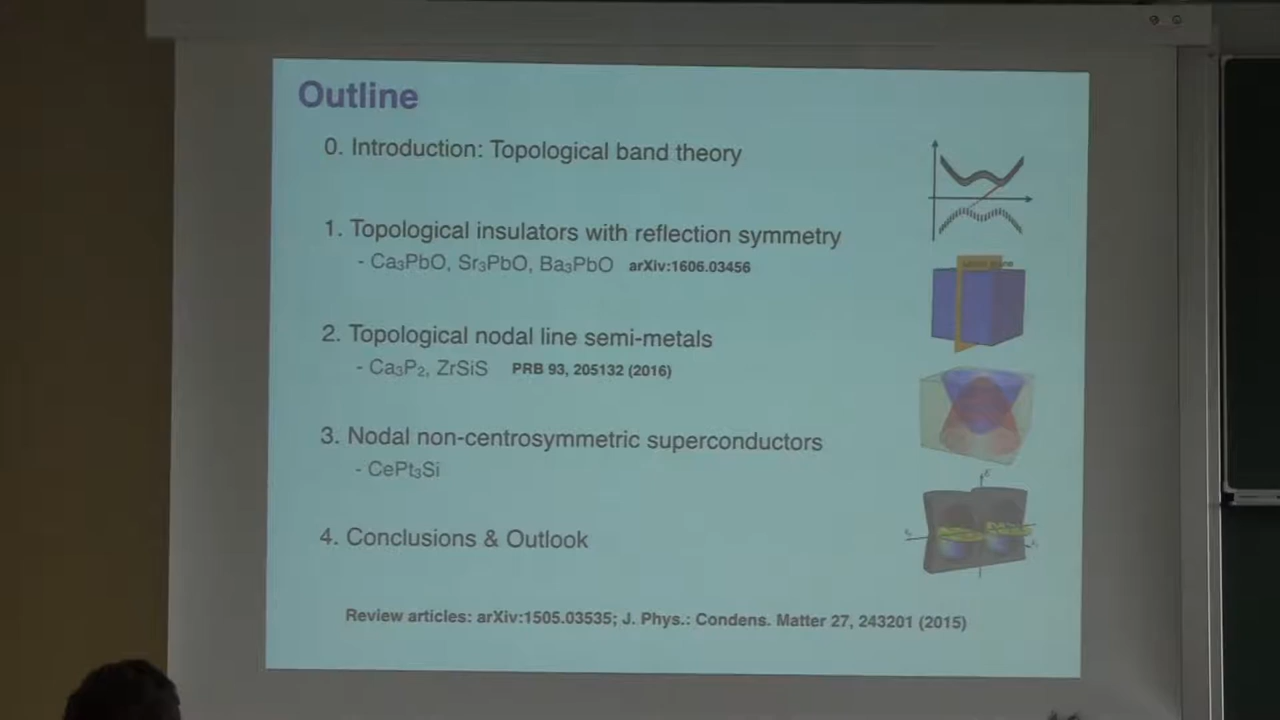 Outline
0. Introduction: Topological band theory
1. Topological insulators with reflection symmetry
- Ca₃PbO, Sr₃PbO, Ba₃PbO arXiv:1606.03456
2. Topological nodal line semi-metals
- Ca₃P₂, ZrSiS PRB 93, 205132 (2016)
3. Nodal non-centrosymmetric superconductors
- CePt₃Si
E
4. Conclusions & Outlook
Review articles: arXiv:1505.03535; J. Phys.: Condens. Matter 27, 243201 (2015)